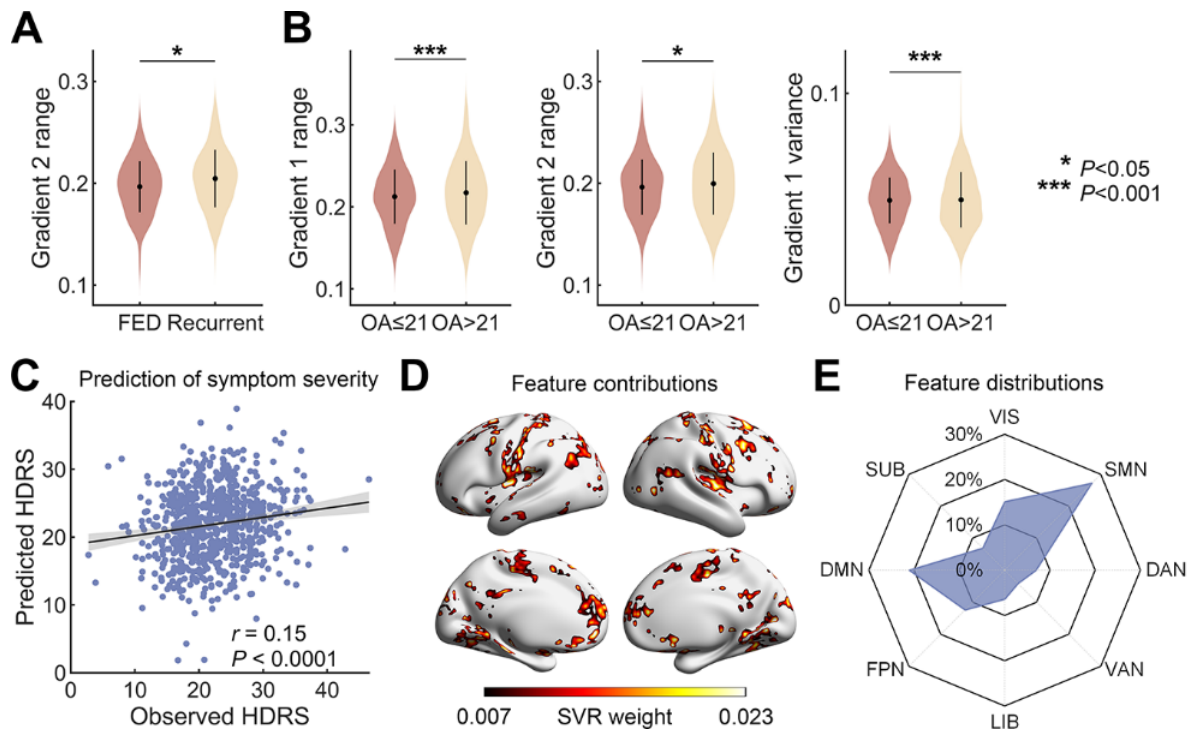 A
B
*
***
*
***
Gradient 2 range
0.3
0.2
0.1
FED Recurrent
Gradient 1 range
0.3
0.2
0.1
OA≤21 OA>21
Gradient 2 range
0.3
0.2
0.1
OA≤21 OA>21
Gradient 1 variance
0.1
0
OA≤21 OA>21
* P<0.05
*** P<0.001
C
Prediction of symptom severity
Predicted HDRS
40
30
20
10
0
r = 0.15
P < 0.0001
0 10 20 30 40
Observed HDRS
D
Feature contributions
0.007 SVR weight 0.023
E
Feature distributions
VIS
30%
SUB
SMN
20%
10%
DMN
0%
DAN
FPN
VAN
LIB